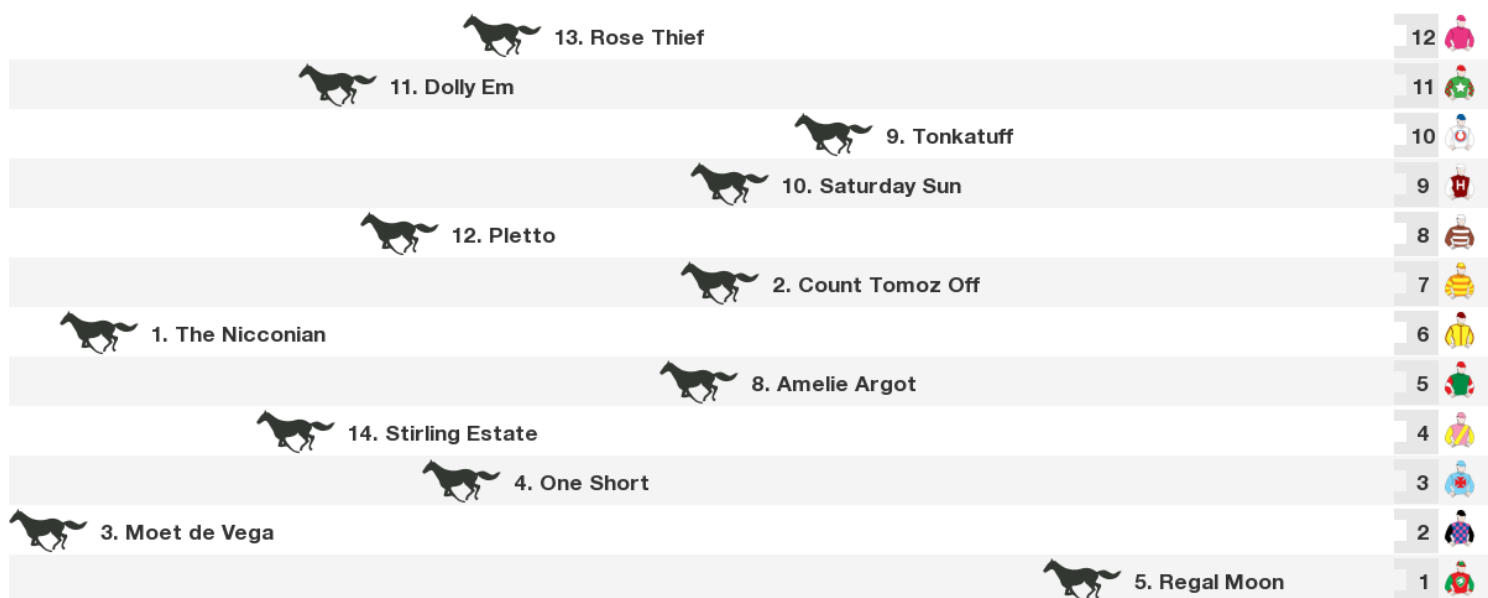 13. Rose Thief 12
11. Dolly Em 11
9. Tonkatuff 10
10. Saturday Sun 9 H
12. Pletto 8
2. Count Tomoz Off 7
1. The Nicconian 6
8. Amelie Argot 5
14. Stirling Estate 4
4. One Short 3
3. Moet de Vega 2
5. Regal Moon 1